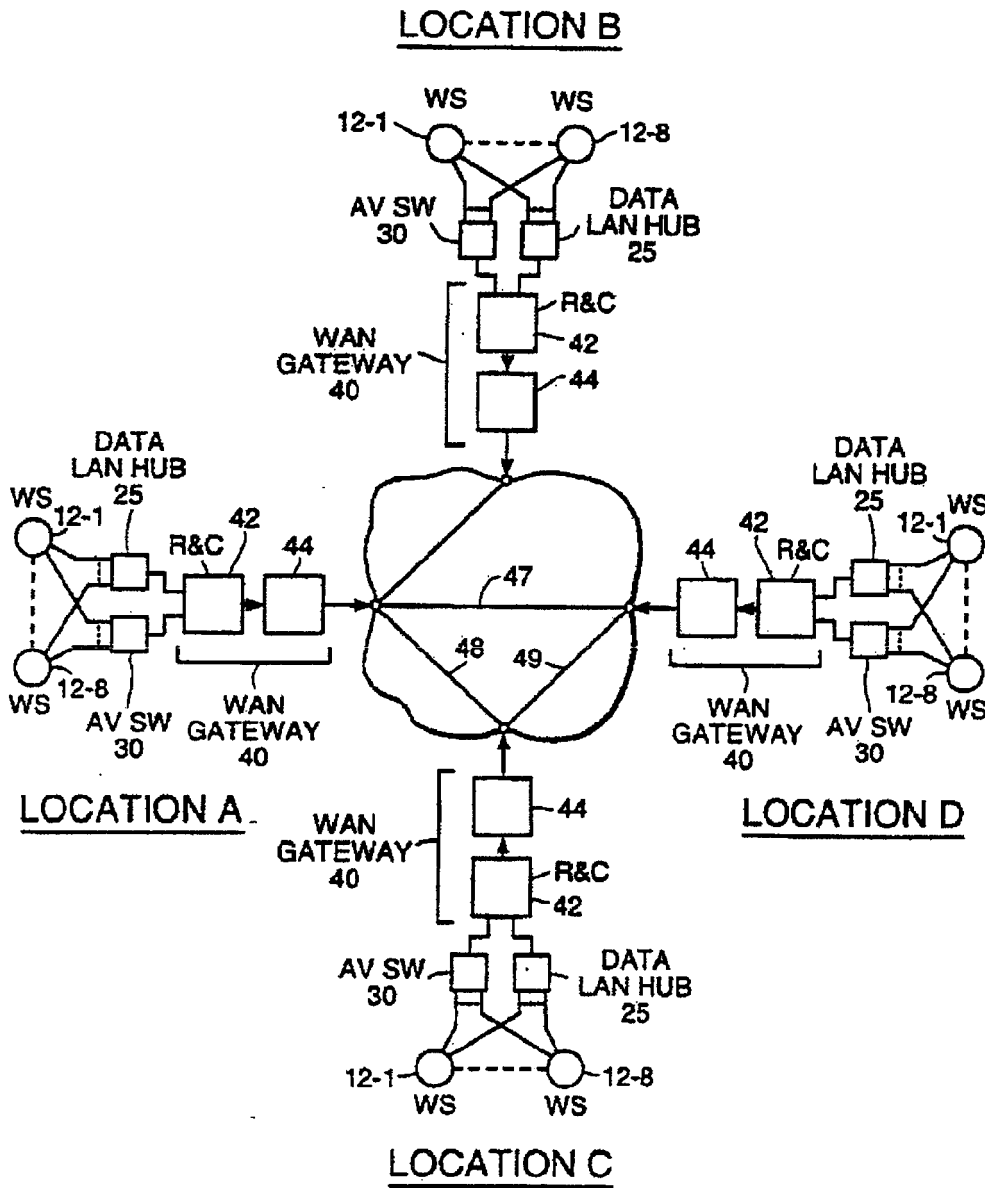 LOCATION B
WS WS
12-1 12-8
AV SW
30
DATA
LAN HUB
25
R&C
42
WAN
GATEWAY
40
44
DATA
LAN HUB
25
WS
12-1
42
R&C
44
WS
12-8
AV SW
30
WAN
GATEWAY
40
LOCATION A
47
48
49
DATA
LAN HUB
25
WS
12-1
42
R&C
44
12-8
WS
AV SW
30
WAN
GATEWAY
40
LOCATION D
44
WAN
GATEWAY
40
R&C
42
AV SW
30
DATA
LAN HUB
25
12-1 12-8
WS WS
LOCATION C